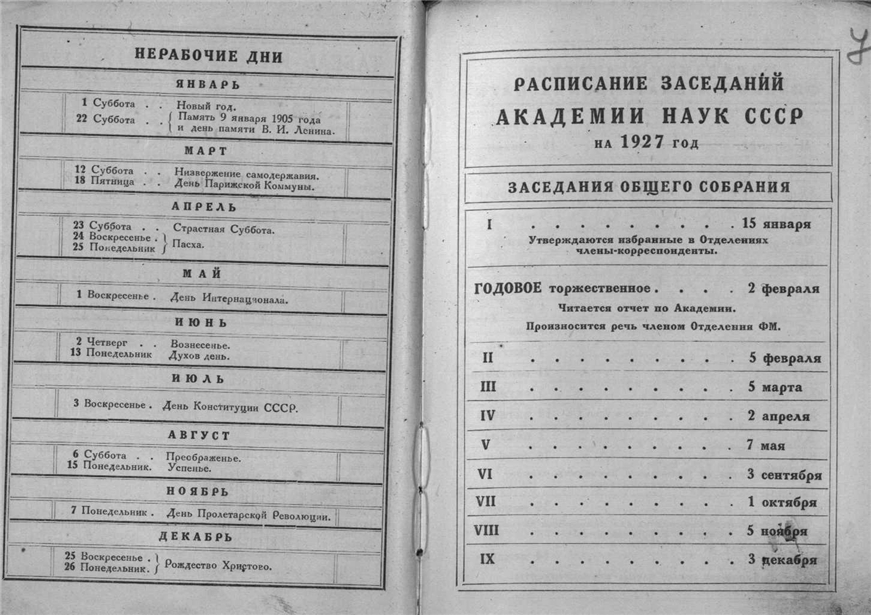 НЕРАБОЧИЕ ДНИ
ЯНВАРЬ
1 Суббота . . Новый год.
22 Суббота . . { Память 9 января 1905 года
и день памяти В. И. Ленина.
МАРТ
12 Суббота . . Низвержение самодержавия.
18 Пятница . . День Парижской Коммуны.
АПРЕЛЬ
23 Суббота . . Страстная Суббота.
24 Воскресенье . }
25 Понедельник } Пасха.
МАЙ
1 Воскресенье . День Интернационала.
ИЮНЬ
2 Четверг . . Вознесенье.
13 Понедельник Духов день.
ИЮЛЬ
3 Воскресенье . День Конституции СССР.
АВГУСТ
6 Суббота . . Преображенье.
15 Понедельник. Успенье.
НОЯБРЬ
7 Понедельник . День Пролетарской Революции.
ДЕКАБРЬ
25 Воскресенье . }
26 Понедельник. } Рождество Христово.
7
РАСПИСАНИЕ ЗАСЕДАНИЙ
АКАДЕМИИ НАУК СССР
НА 1927 ГОД
ЗАСЕДАНИЯ ОБЩЕГО СОБРАНИЯ
I . . . . . . . . . 15 января
Утверждаются избранные в Отделениях
члены-корреспонденты.
ГОДОВОЕ торжественное . . . . 2 февраля
Читается отчет по Академии.
Произносится речь членом Отделения ФМ.
II . . . . . . . . . 5 февраля
III . . . . . . . . . 5 марта
IV . . . . . . . . . 2 апреля
V . . . . . . . . . 7 мая
VI . . . . . . . . . 3 сентября
VII . . . . . . . . . 1 октября
VIII . . . . . . . . . 5 ноября
IX . . . . . . . . . 3 декабря